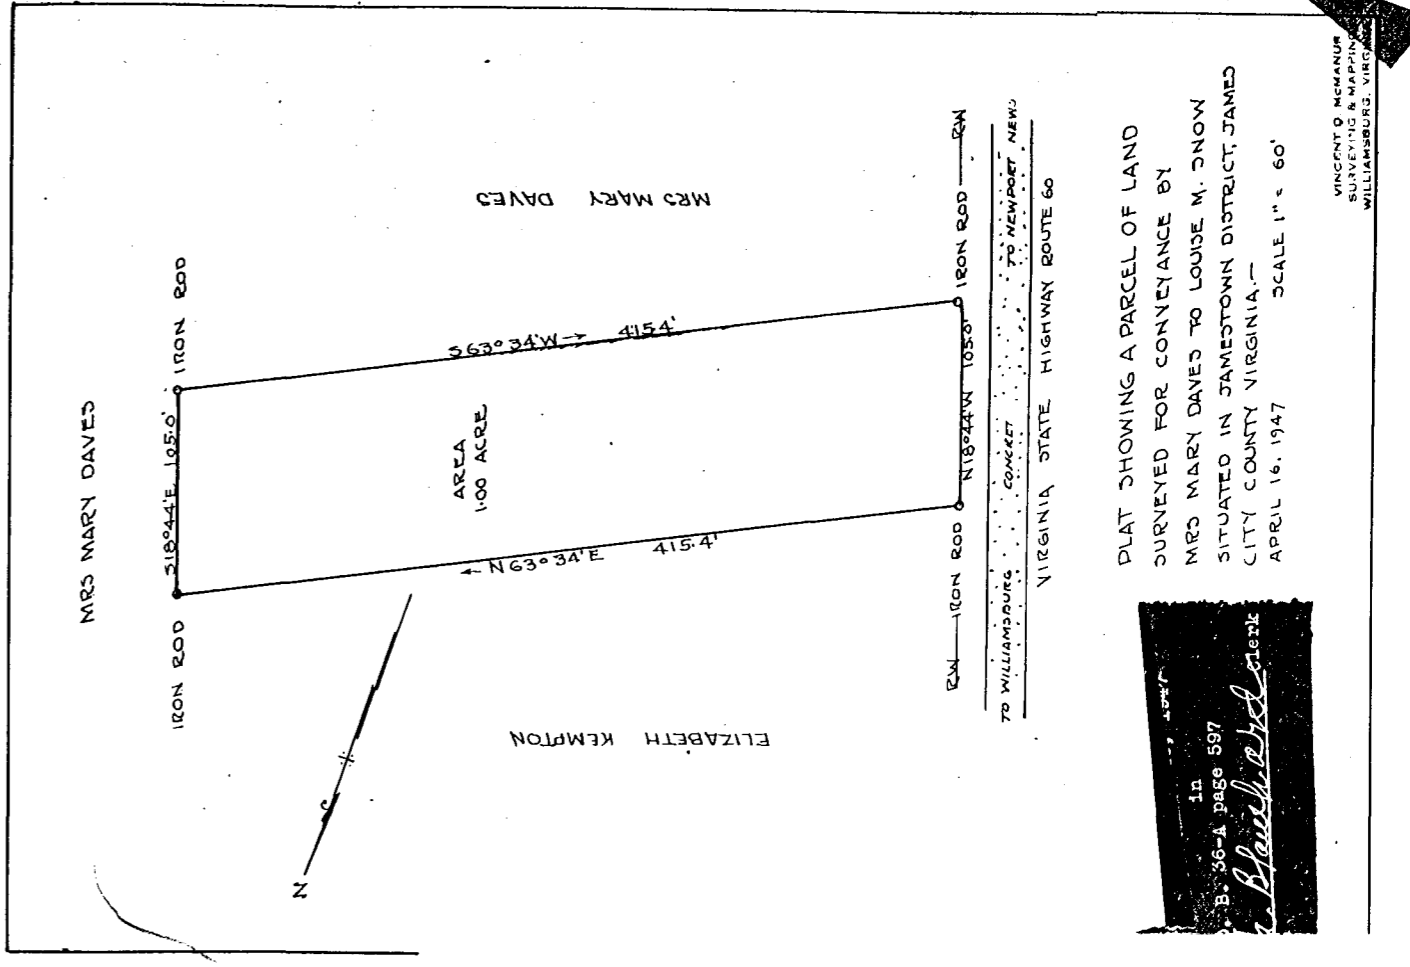 MRS MARY DAVES
IRON ROD
IRON ROD
S18°44'E 105.0'
MRS MARY DAVES
S 63° 34'W → 415.4'
AREA
1.00 ACRE
← N 63° 34'E 415.4'
ELIZABETH KEMPTON
N
RW IRON ROD
N18°44'W 105.0'
IRON ROD RW
TO WILLIAMSBURG CONCRET TO NEWPORT NEWS
VIRGINIA STATE HIGHWAY ROUTE 60
PLAT SHOWING A PARCEL OF LAND
SURVEYED FOR CONVEYANCE BY
MRS MARY DAVES TO LOUISE M. SNOW
SITUATED IN JAMESTOWN DISTRICT, JAMES
CITY COUNTY VIRGINIA.—
APRIL 16, 1947 SCALE 1" = 60'
VINCENT D McMANUS
SURVEYING & MAPPING
WILLIAMSBURG, VIRG
in
B. 36-A page 597
Clerk